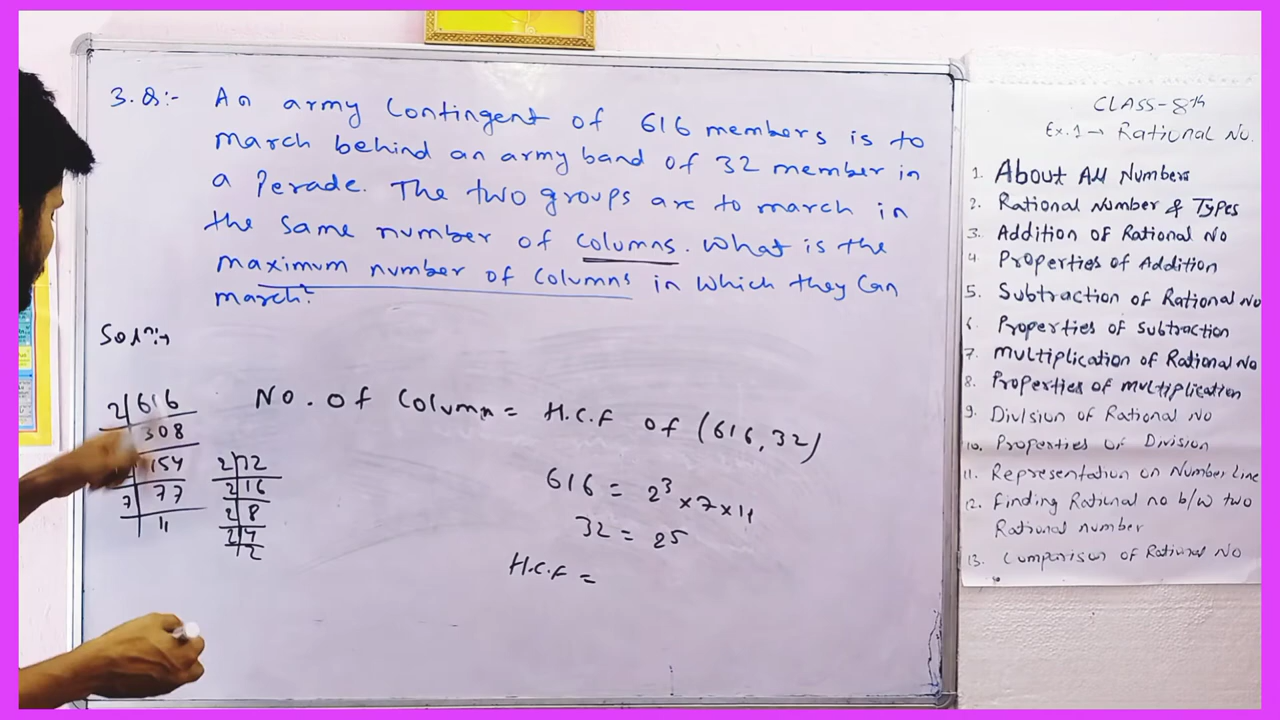 3.Q:- An army contingent of 616 members is to
march behind an army band of 32 member in
a Perade. The two groups are to march in
the same number of columns. What is the
maximum number of columns in which they can
march?
Soln:→
2 616
308
154
7 77
11
2 32
2 16
2 8
2 4
2
No. of Column = H.C.F of (616, 32)
616 = 2³ × 7 × 11
32 = 2⁵
H.C.F =
CLASS-8th
Ex.1 → Rational No.
1. About All Numbers
2. Rational Number & Types
3. Addition of Rational No
4. Properties of Addition
5. Subtraction of Rational No
6. Properties of Subtraction
7. Multiplication of Rational No
8. Properties of multiplication
9. Division of Rational No
10. Properties of Division
11. Representation on Number Line
12. Finding Rational no b/w two
Rational number
13. Comparison of Rational No